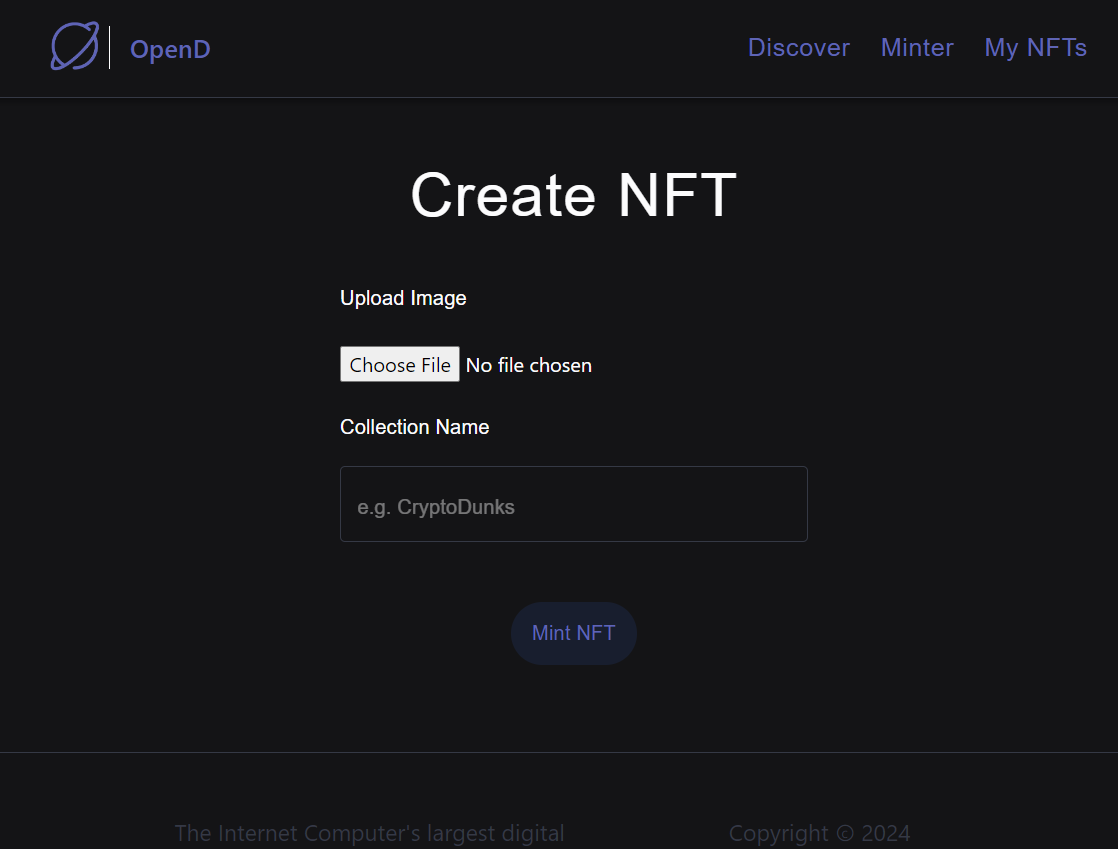 OpenD
Discover Minter My NFTs
Create NFT
Upload Image
Choose File No file chosen
Collection Name
e.g. CryptoDunks
Mint NFT
The Internet Computer's largest digital
Copyright © 2024